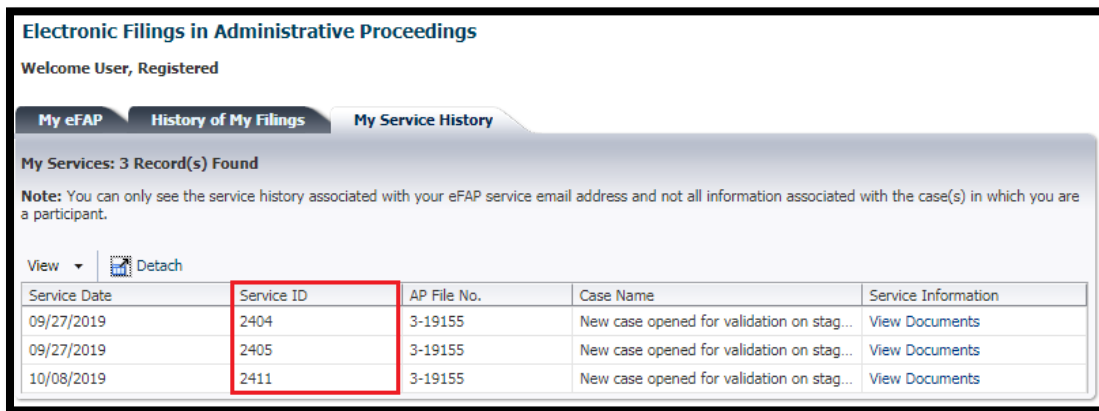 Electronic Filings in Administrative Proceedings
Welcome User, Registered
My eFAP History of My Filings My Service History
My Services: 3 Record(s) Found
Note: You can only see the service history associated with your eFAP service email address and not all information associated with the case(s) in which you are
a participant.
View Detach
Service Date Service ID AP File No. Case Name Service Information
09/27/2019 2404 3-19155 New case opened for validation on stag... View Documents
09/27/2019 2405 3-19155 New case opened for validation on stag... View Documents
10/08/2019 2411 3-19155 New case opened for validation on stag... View Documents